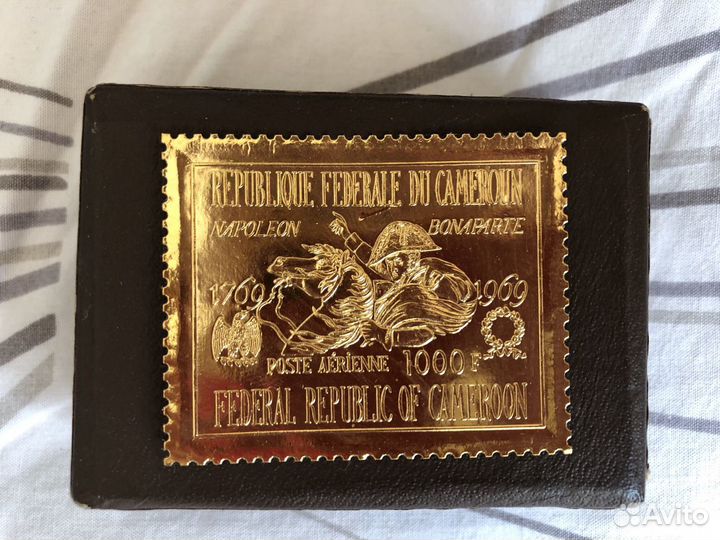 REPUBLIQUE FEDERALE DU CAMEROUN
NAPOLEON BONAPARTE
1769 1969
POSTE AÉRIENNE 1000 F
FEDERAL REPUBLIC OF CAMEROON
Avito